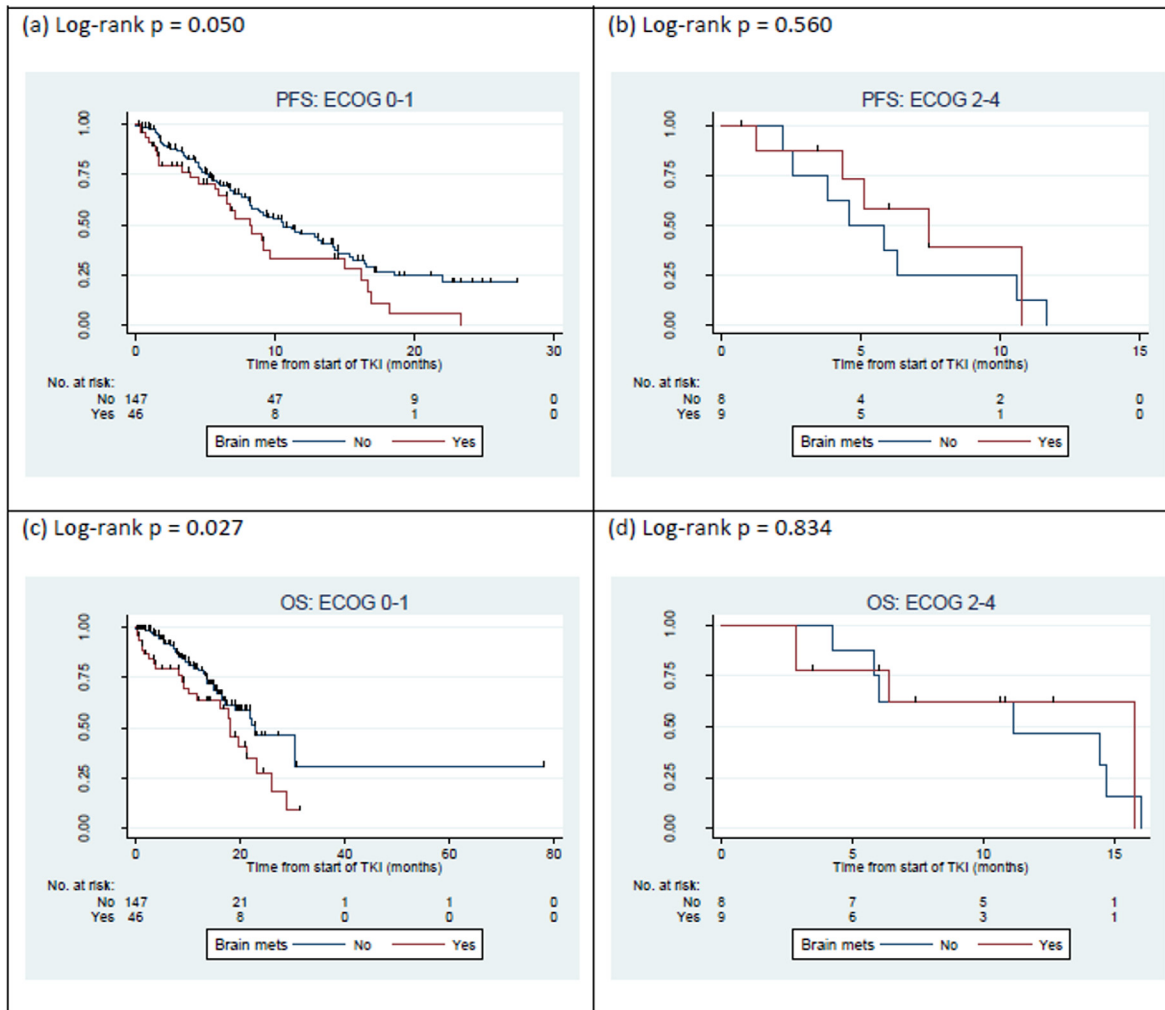 (a) Log-rank p = 0.050
PFS: ECOG 0-1
1.00
0.75
0.50
0.25
0.00
0 10 20 30
Time from start of TKI (months)
No. at risk:
No 147 47 9 0
Yes 46 8 1 0
Brain mets No Yes
(b) Log-rank p = 0.560
PFS: ECOG 2-4
1.00
0.75
0.50
0.25
0.00
0 5 10 15
Time from start of TKI (months)
No. at risk:
No 8 4 2 0
Yes 9 5 1 0
Brain mets No Yes
(c) Log-rank p = 0.027
OS: ECOG 0-1
1.00
0.75
0.50
0.25
0.00
0 20 40 60 80
Time from start of TKI (months)
No. at risk:
No 147 21 1 1 0
Yes 46 8 0 0 0
Brain mets No Yes
(d) Log-rank p = 0.834
OS: ECOG 2-4
1.00
0.75
0.50
0.25
0.00
0 5 10 15
Time from start of TKI (months)
No. at risk:
No 8 7 5 1
Yes 9 6 3 1
Brain mets No Yes